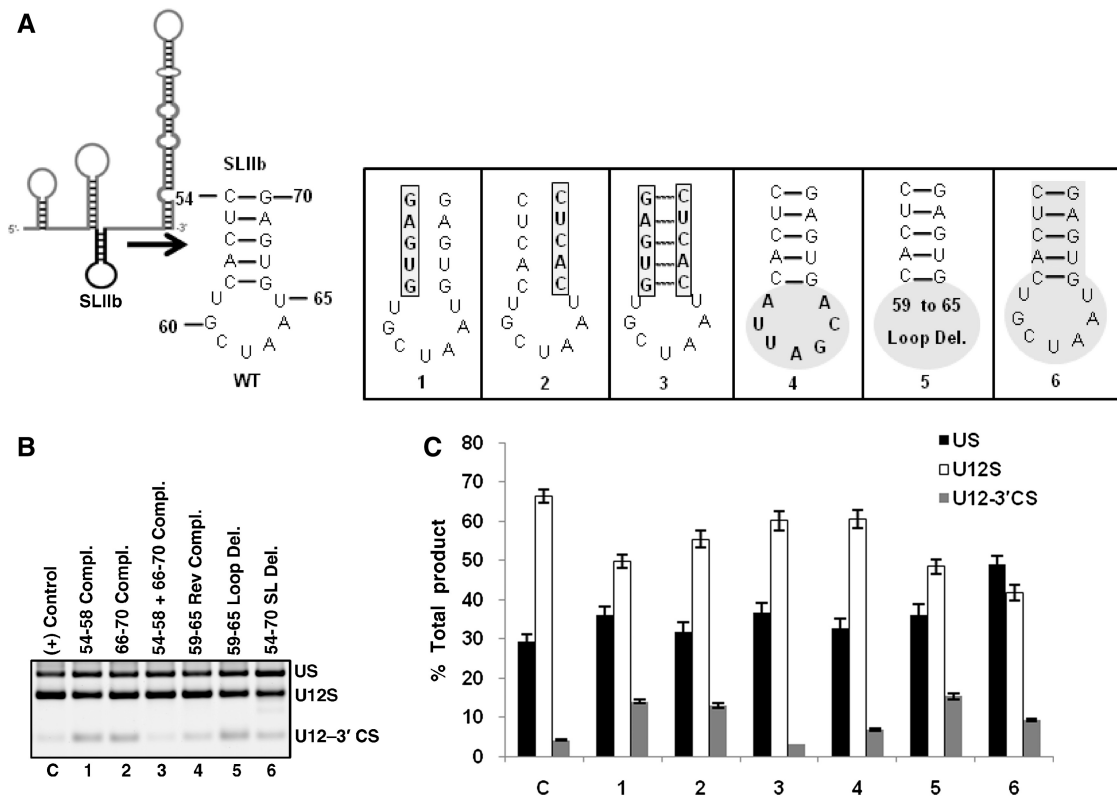 A
SLIIb
54
C
G
70
U
A
C
G
A
U
C
G
5'-
-3'
SLIIb
U
U
65
60
G
A
C
A
U
WT
G
A
G
U
G
G
A
G
U
G
U
U
G
A
C
A
U
1
C
U
C
A
C
C
U
C
A
C
U
U
G
A
C
A
U
2
G
A
G
U
G
C
U
C
A
C
U
U
G
A
C
A
U
3
C
G
U
A
C
G
A
U
C
G
A
A
U
C
U
G
A
4
C
G
U
A
C
G
A
U
C
G
59 to 65
Loop Del.
5
C
G
U
A
C
G
A
U
C
G
U
U
G
A
C
A
U
6
B
(+) Control
54-58 Compl.
66-70 Compl.
54-58 + 66-70 Compl.
59-65 Rev Compl.
59-65 Loop Del.
54-70 SL Del.
US
U12S
U12–3′ CS
C 1 2 3 4 5 6
C
% Total product
80
70
60
50
40
30
20
10
0
US
U12S
U12-3′CS
C 1 2 3 4 5 6